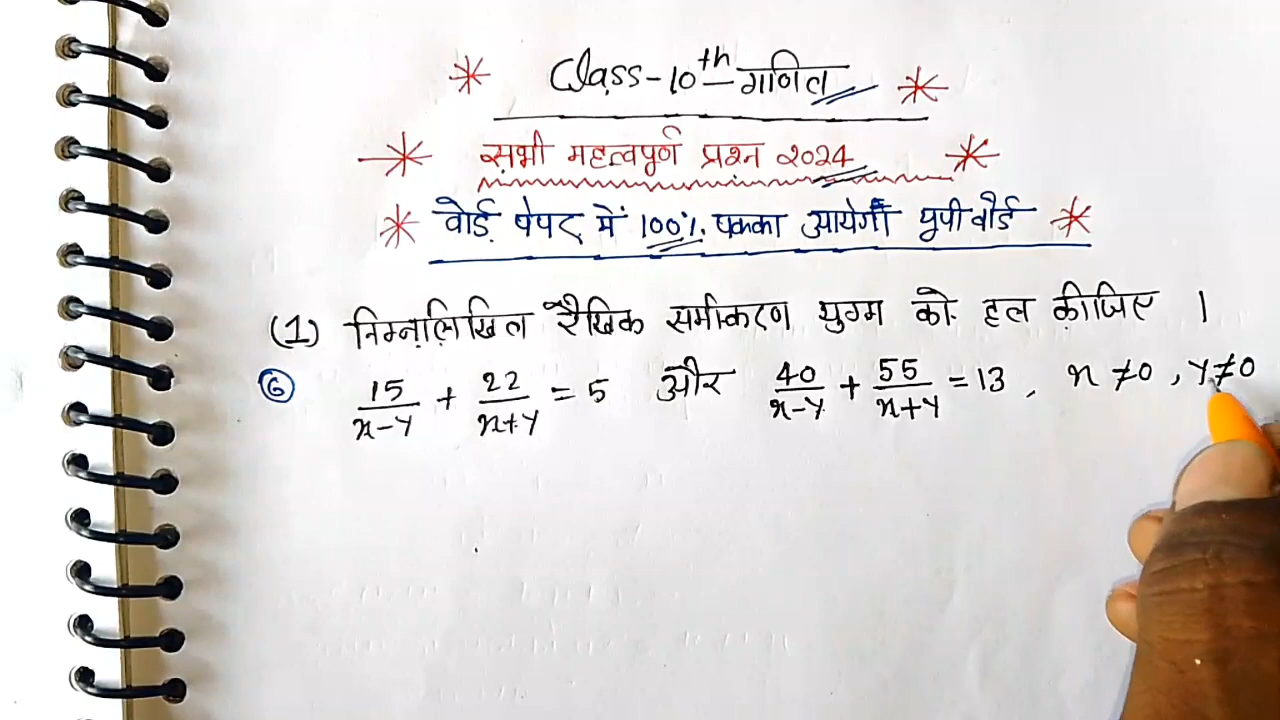 Class-10th गणित
सभी महत्वपूर्ण प्रश्न 2024
बोर्ड पेपर में 100% पक्का आयेगा यूपी बोर्ड
(1) निम्नलिखित रैखिक समीकरण युग्म को हल कीजिए ।
6 15/(x-y) + 22/(x+y) = 5 और 40/(x-y) + 55/(x+y) = 13, x ≠ 0, y ≠ 0